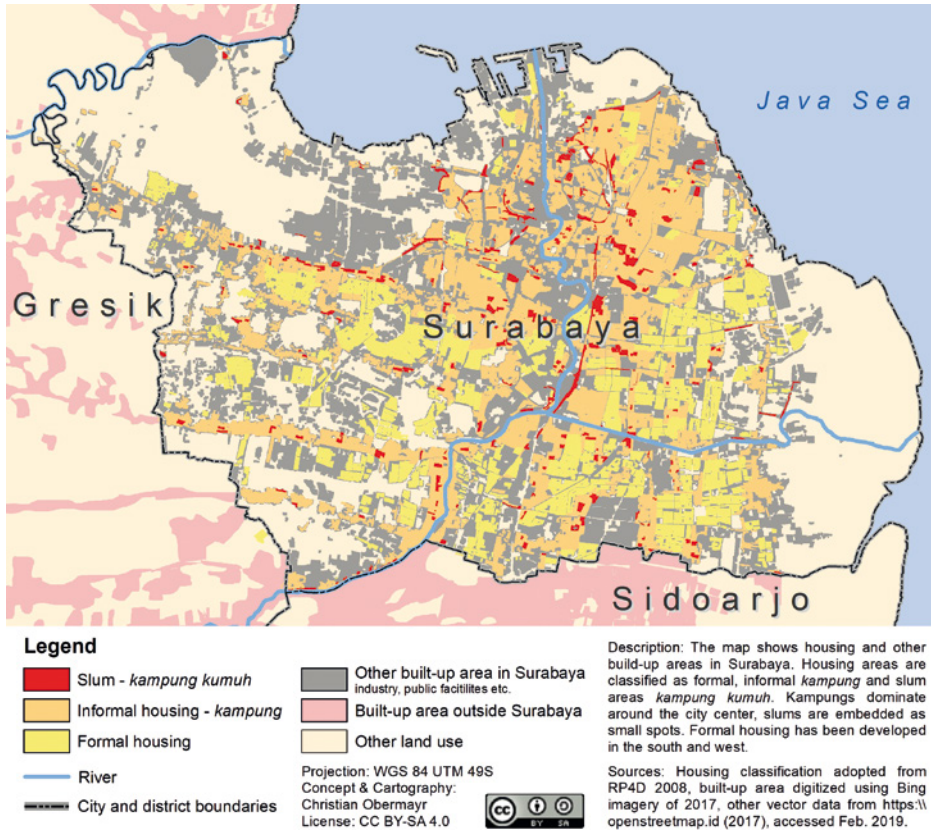 Java Sea
Gresik
Surabaya
Sidoarjo
Legend
Slum - kampung kumuh
Informal housing - kampung
Formal housing
River
City and district boundaries
Other built-up area in Surabaya
industry, public facitilites etc.
Built-up area outside Surabaya
Other land use
Projection: WGS 84 UTM 49S
Concept & Cartography:
Christian Obermayr
License: CC BY-SA 4.0
cc
BY SA
Description: The map shows housing and other
build-up areas in Surabaya. Housing areas are
classified as formal, informal kampung and slum
areas kampung kumuh. Kampungs dominate
around the city center, slums are embedded as
small spots. Formal housing has been developed
in the south and west.
Sources: Housing classification adopted from
RP4D 2008, built-up area digitized using Bing
imagery of 2017, other vector data from https:\\
openstreetmap.id (2017), accessed Feb. 2019.